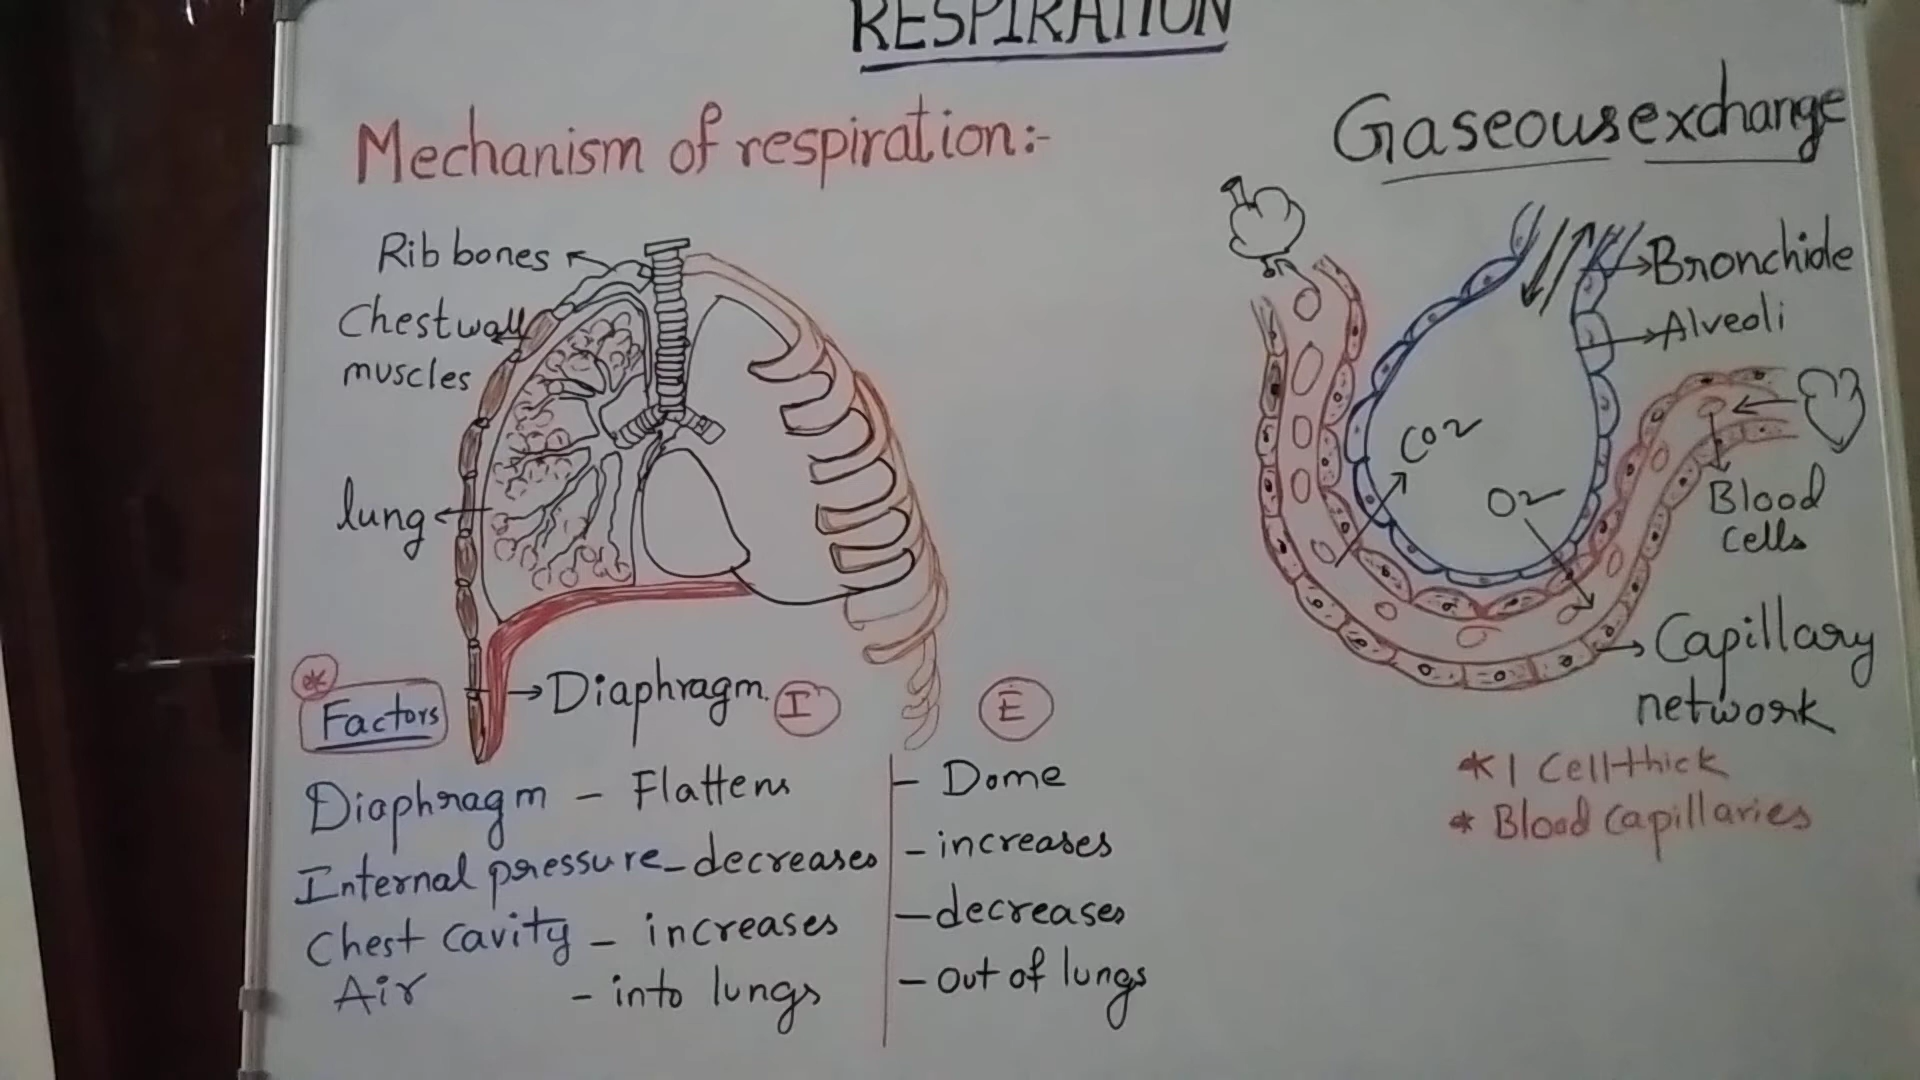 RESPIRATION
Mechanism of respiration:-
Rib bones
Chest wall
muscles
lung
Diaphragm
Gaseous exchange
Bronchiole
Alveoli
CO2
O2
Blood
cells
Capillary
network
* 1 Cell thick
* Blood capillaries
*
Factors
I
E
Diaphragm - Flattens - Dome
Internal pressure - decreases - increases
Chest cavity - increases - decreases
Air - into lungs - out of lungs